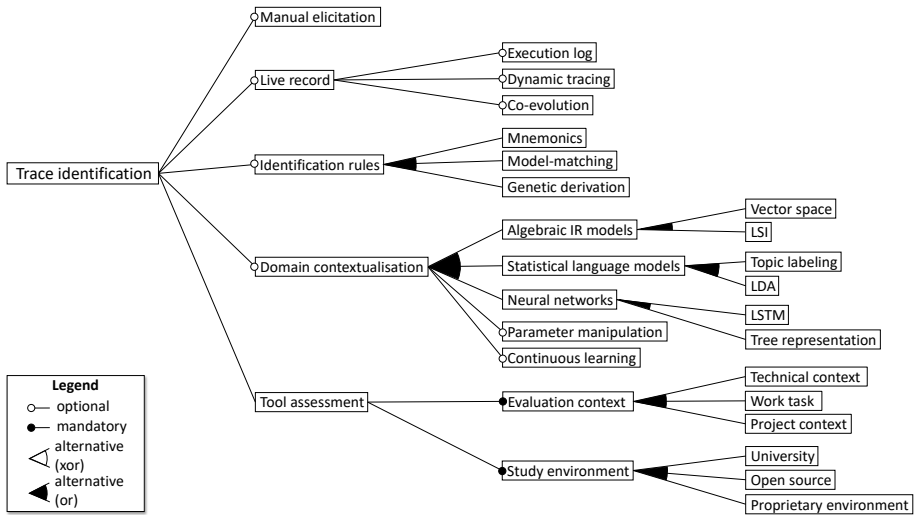 Manual elicitation
Execution log
Live record
Dynamic tracing
Co-evolution
Mnemonics
Identification rules
Model-matching
Trace identification
Genetic derivation
Vector space
Algebraic IR models
LSI
Domain contextualisation
Statistical language models
Topic labeling
LDA
Neural networks
LSTM
Parameter manipulation
Tree representation
Continuous learning
Technical context
Tool assessment
Evaluation context
Work task
Project context
University
Study environment
Open source
Proprietary environment
Legend
optional
mandatory
alternative
(xor)
alternative
(or)